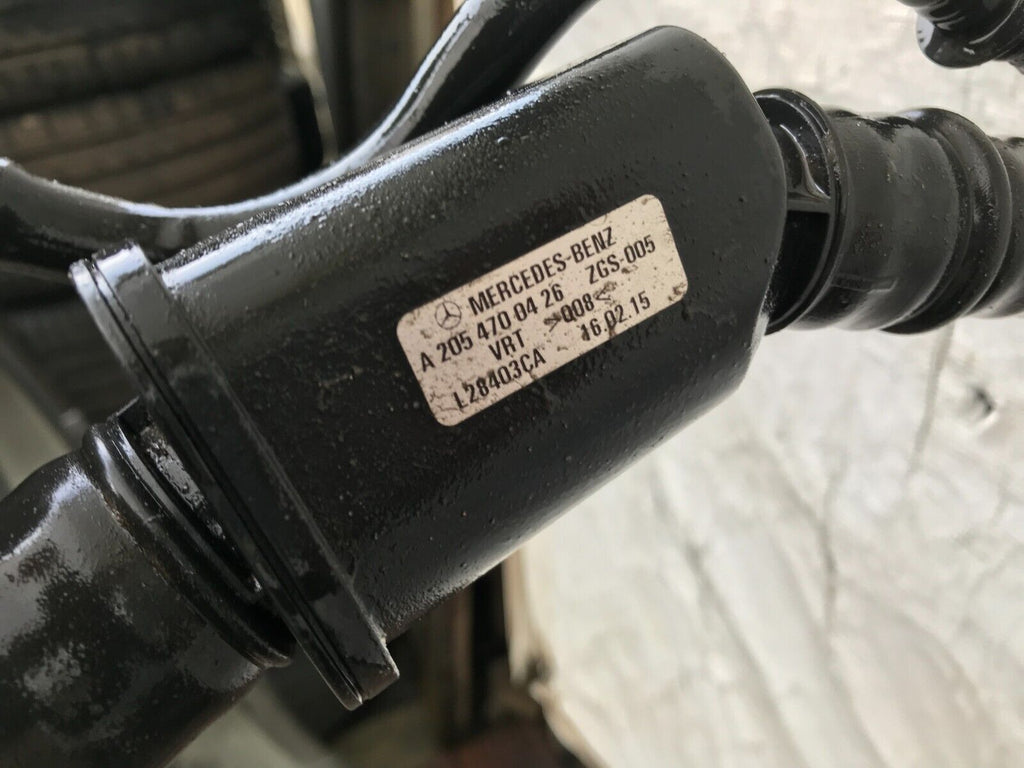 MERCEDES-BENZ
A 205 470 04 26 ZGS-005
VRT >008<
L28403CA 16.02.15